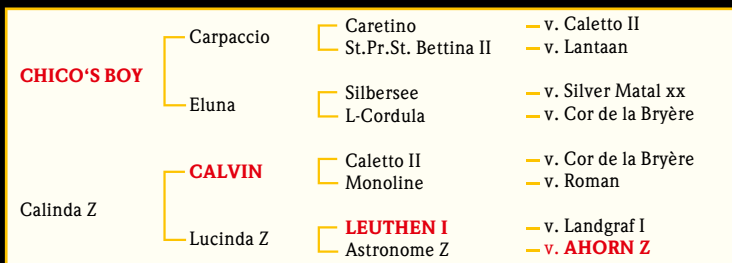 Carpaccio
Caretino – v. Caletto II
St.Pr.St. Bettina II – v. Lantaan
CHICO'S BOY
Eluna
Silbersee – v. Silver Matal xx
L-Cordula – v. Cor de la Bryère
CALVIN
Caletto II – v. Cor de la Bryère
Monoline – v. Roman
Calinda Z
Lucinda Z
LEUTHEN I – v. Landgraf I
Astronome Z – v. AHORN Z